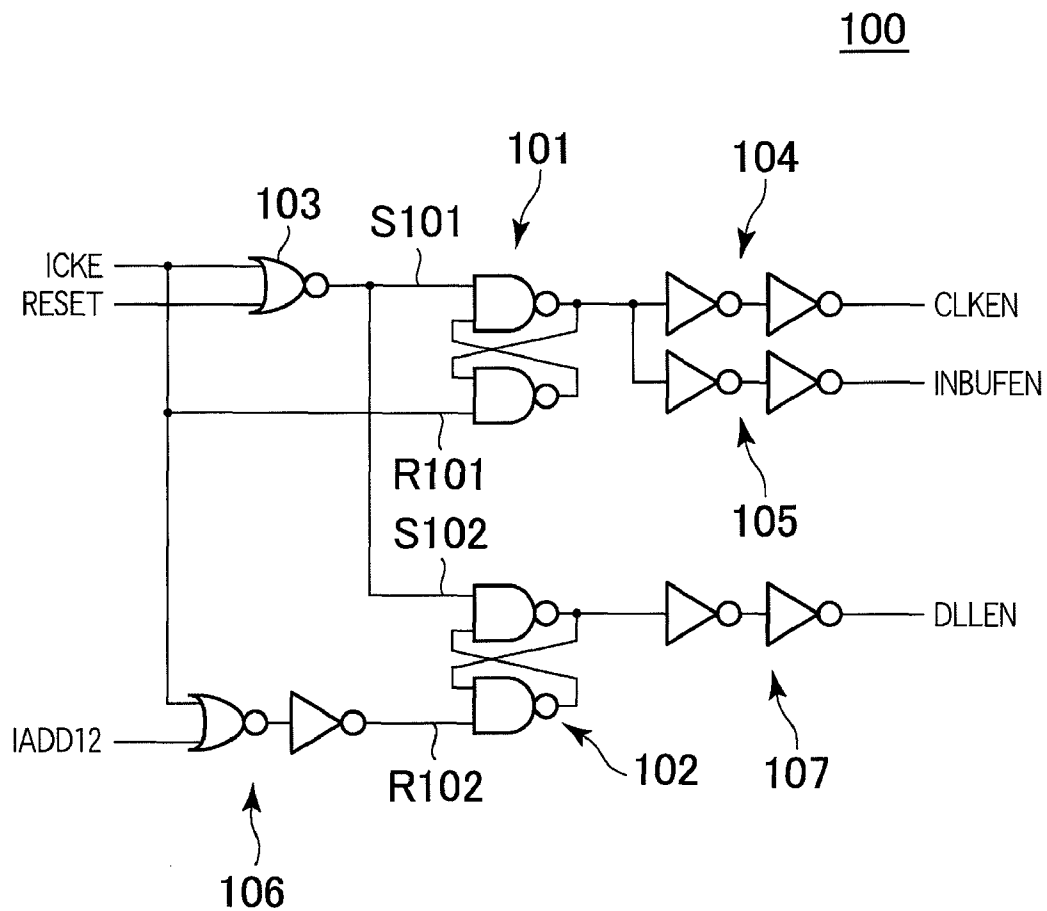 100
101
104
103
S101
ICKE
RESET
CLKEN
INBUFEN
R101
105
S102
DLLEN
IADD12
R102
102
107
106